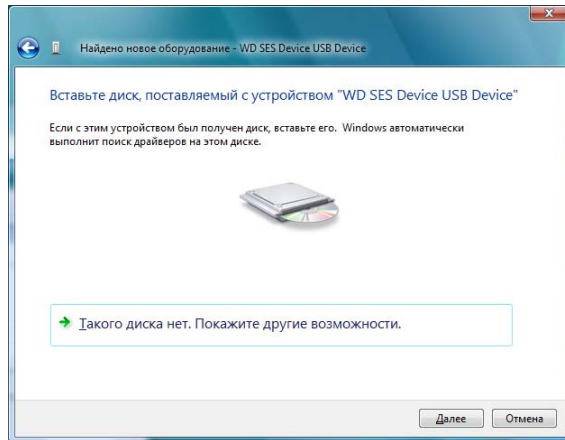 Найдено новое оборудование - WD SES Device USB Device
Вставьте диск, поставляемый с устройством "WD SES Device USB Device"
Если с этим устройством был получен диск, вставьте его. Windows автоматически
выполнит поиск драйверов на этом диске.
Такого диска нет. Покажите другие возможности.
Далее Отмена